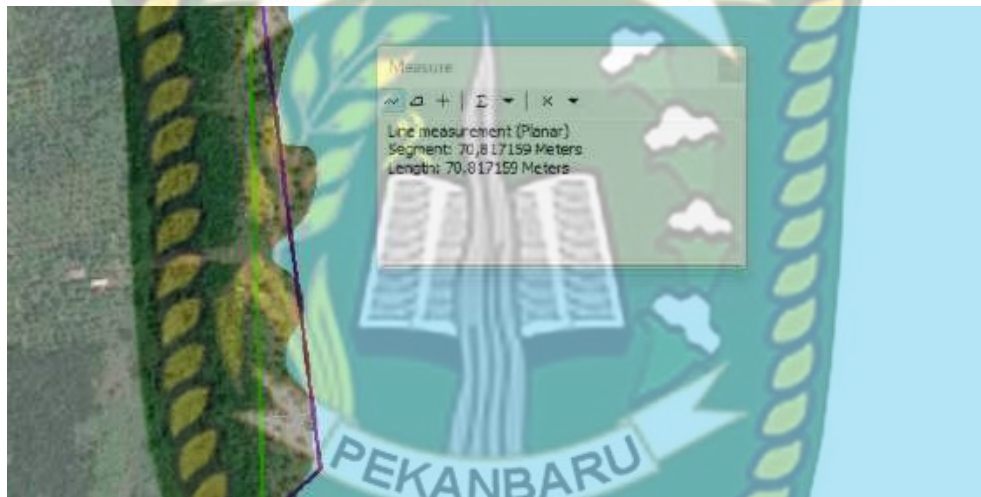 Measure
Line measurement (Planar)
Segment: 70,817159 Meters
Length: 70,817159 Meters
PEKANBARU